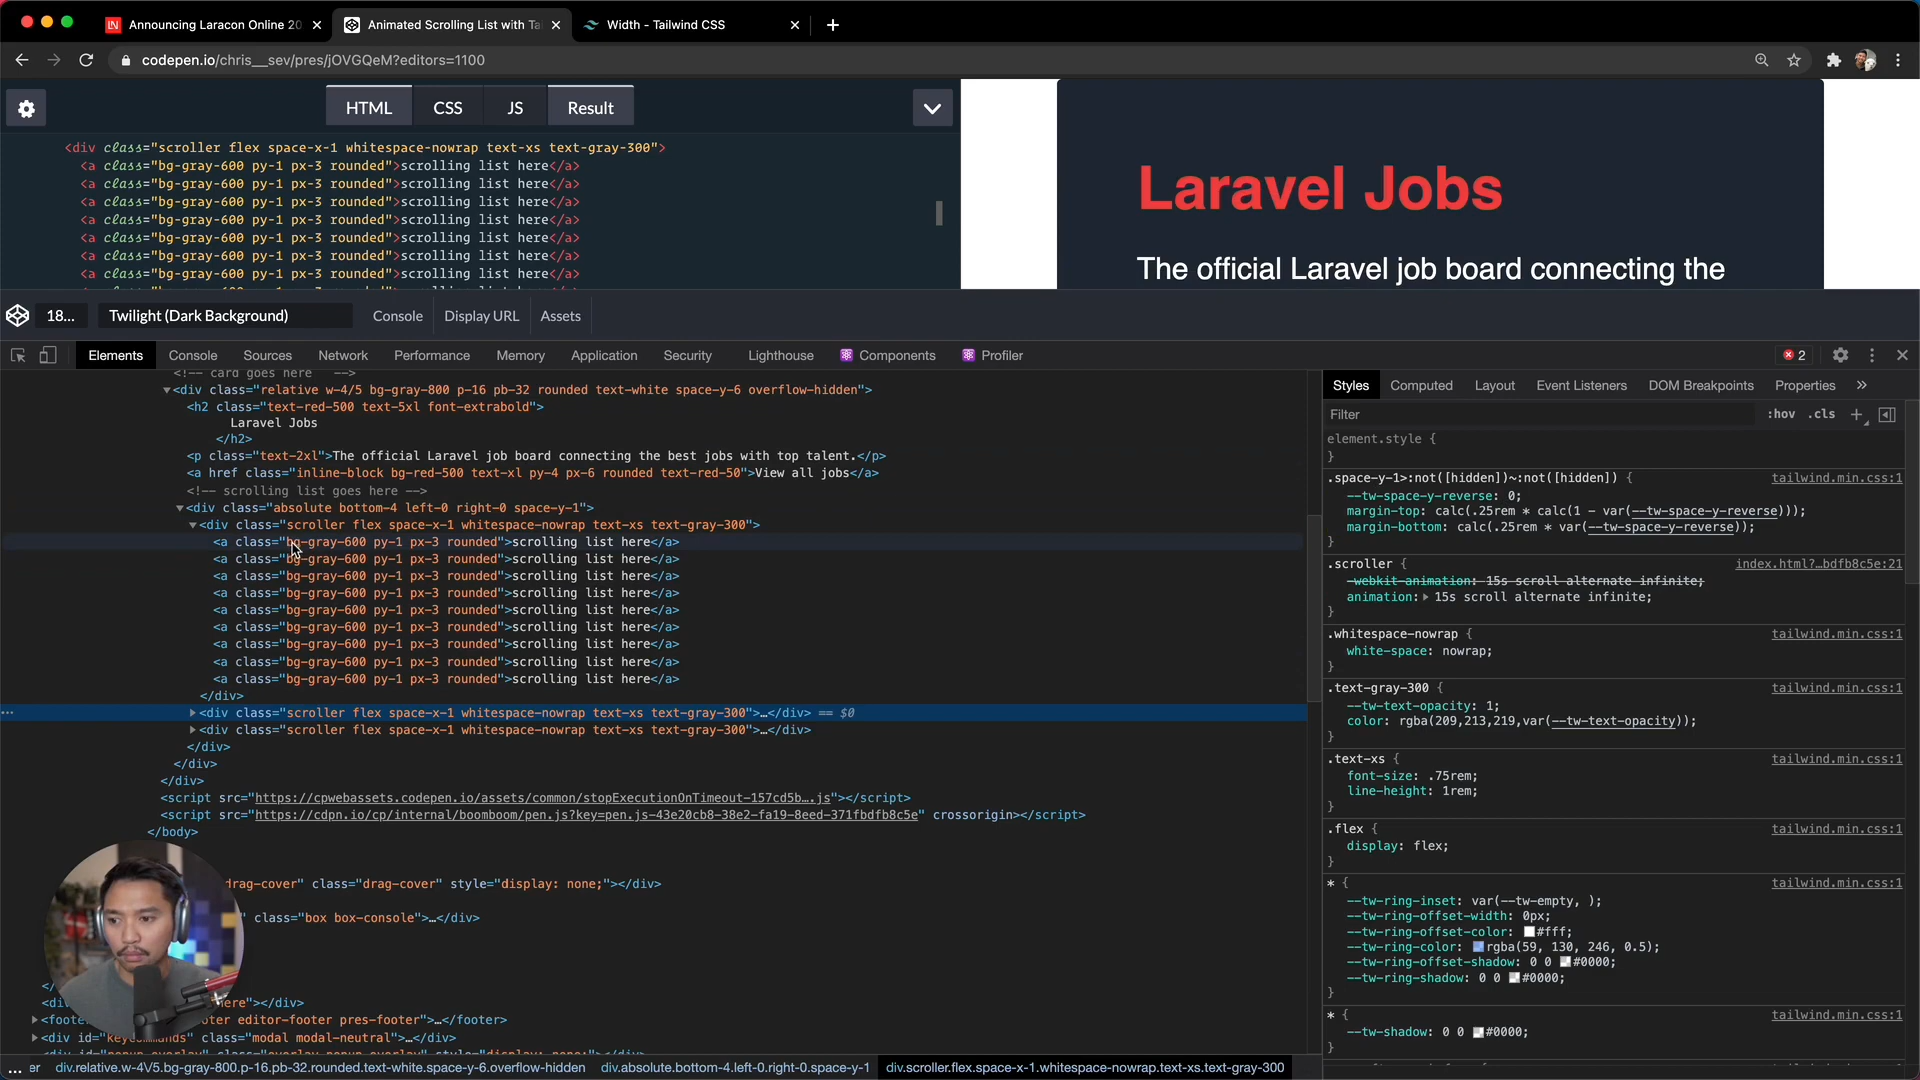 Announcing Laracon Online 20
Animated Scrolling List with Ta
Width - Tailwind CSS
codepen.io/chris__sev/pres/jOVGQeM?editors=1100
HTML
CSS
JS
Result
<div class="scroller flex space-x-1 whitespace-nowrap text-xs text-gray-300">
<a class="bg-gray-600 py-1 px-3 rounded">scrolling list here</a>
<a class="bg-gray-600 py-1 px-3 rounded">scrolling list here</a>
<a class="bg-gray-600 py-1 px-3 rounded">scrolling list here</a>
<a class="bg-gray-600 py-1 px-3 rounded">scrolling list here</a>
<a class="bg-gray-600 py-1 px-3 rounded">scrolling list here</a>
<a class="bg-gray-600 py-1 px-3 rounded">scrolling list here</a>
<a class="bg-gray-600 py-1 px-3 rounded">scrolling list here</a>
Laravel Jobs
The official Laravel job board connecting the
18...
Twilight (Dark Background)
Console
Display URL
Assets
Elements
Console
Sources
Network
Performance
Memory
Application
Security
Lighthouse
Components
Profiler
2
<!-- card goes here -->
<div class="relative w-4/5 bg-gray-800 p-16 pb-32 rounded text-white space-y-6 overflow-hidden">
<h2 class="text-red-500 text-5xl font-extrabold">
Laravel Jobs
</h2>
<p class="text-2xl">The official Laravel job board connecting the best jobs with top talent.</p>
<a href class="inline-block bg-red-500 text-xl py-4 px-6 rounded text-red-50">View all jobs</a>
<!-- scrolling list goes here -->
<div class="absolute bottom-4 left-0 right-0 space-y-1">
<div class="scroller flex space-x-1 whitespace-nowrap text-xs text-gray-300">
<a class="bg-gray-600 py-1 px-3 rounded">scrolling list here</a>
<a class="bg-gray-600 py-1 px-3 rounded">scrolling list here</a>
<a class="bg-gray-600 py-1 px-3 rounded">scrolling list here</a>
<a class="bg-gray-600 py-1 px-3 rounded">scrolling list here</a>
<a class="bg-gray-600 py-1 px-3 rounded">scrolling list here</a>
<a class="bg-gray-600 py-1 px-3 rounded">scrolling list here</a>
<a class="bg-gray-600 py-1 px-3 rounded">scrolling list here</a>
<a class="bg-gray-600 py-1 px-3 rounded">scrolling list here</a>
<a class="bg-gray-600 py-1 px-3 rounded">scrolling list here</a>
</div>
… <div class="scroller flex space-x-1 whitespace-nowrap text-xs text-gray-300">…</div> == $0
<div class="scroller flex space-x-1 whitespace-nowrap text-xs text-gray-300">…</div>
</div>
</div>
</div>
<script src="https://cpwebassets.codepen.io/assets/common/stopExecutionOnTimeout-157cd5b….js"></script>
<script src="https://cdpn.io/cp/internal/boomboom/pen.js?key=pen.js-43e20cb8-38e2-fa19-8eed-371fbdfb8c5e" crossorigin></script>
</body>
drag-cover" class="drag-cover" style="display: none;"></div>
" class="box box-console">…</div>
</
<div
here"></div>
<foote
oter editor-footer pres-footer">…</footer>
<div id="keycommands" class="modal modal-neutral">…</div>
<div id="popup-overlay" class="overlay popup-overlay" style="display: none;"></div>
... er div.relative.w-4\/5.bg-gray-800.p-16.pb-32.rounded.text-white.space-y-6.overflow-hidden div.absolute.bottom-4.left-0.right-0.space-y-1 div.scroller.flex.space-x-1.whitespace-nowrap.text-xs.text-gray-300
Styles
Computed
Layout
Event Listeners
DOM Breakpoints
Properties
»
Filter
:hov .cls +
element.style {
}
.space-y-1>:not([hidden])~:not([hidden]) { tailwind.min.css:1
--tw-space-y-reverse: 0;
margin-top: calc(.25rem * calc(1 - var(--tw-space-y-reverse)));
margin-bottom: calc(.25rem * var(--tw-space-y-reverse));
}
.scroller { index.html?…bdfb8c5e:21
-webkit-animation: 15s scroll alternate infinite;
animation: 15s scroll alternate infinite;
}
.whitespace-nowrap { tailwind.min.css:1
white-space: nowrap;
}
.text-gray-300 { tailwind.min.css:1
--tw-text-opacity: 1;
color: rgba(209,213,219,var(--tw-text-opacity));
}
.text-xs { tailwind.min.css:1
font-size: .75rem;
line-height: 1rem;
}
.flex { tailwind.min.css:1
display: flex;
}
* { tailwind.min.css:1
--tw-ring-inset: var(--tw-empty, );
--tw-ring-offset-width: 0px;
--tw-ring-offset-color: #fff;
--tw-ring-color: rgba(59, 130, 246, 0.5);
--tw-ring-offset-shadow: 0 0 #0000;
--tw-ring-shadow: 0 0 #0000;
}
* { tailwind.min.css:1
--tw-shadow: 0 0 #0000;
}